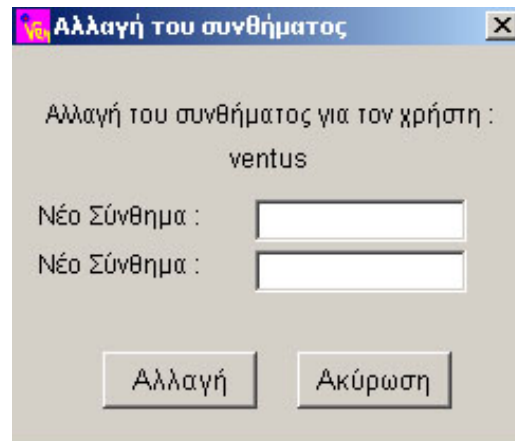 Αλλαγή του συνθήματος
Αλλαγή του συνθήματος για τον χρήστη :
ventus
Νέο Σύνθημα :
Νέο Σύνθημα :
Αλλαγή Ακύρωση